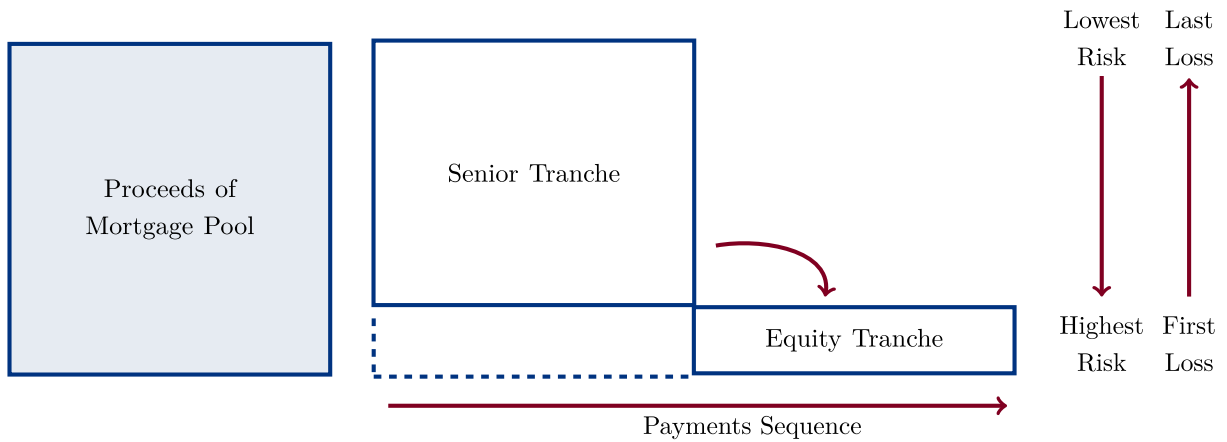 Proceeds of
Mortgage Pool
Senior Tranche
Equity Tranche
Payments Sequence
Lowest
Risk
Last
Loss
Highest
Risk
First
Loss